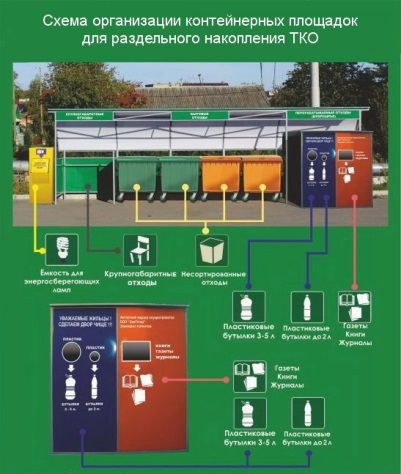 Схема организации контейнерных площадок
для раздельного накопления ТКО
КРУПНОГАБАРИТНЫЕ
ОТХОДЫ
БЫТОВЫЕ
ОТХОДЫ
ПЕРЕРАБАТЫВАЕМЫЕ ОТХОДЫ
Ёмкость для
энергосберегающих
ламп
Крупногабаритные
отходы
Несортированные
отходы
Пластиковые
бутылки 3-5 л
Пластиковые
бутылки до 2 л
Газеты
Книги
Журналы
УВАЖАЕМЫЕ ЖИЛЬЦЫ !
СДЕЛАЕМ ДВОР ЧИЩЕ !!!
ПЛАСТИК
ПЛАСТИК
БУТЫЛКИ
3 - 5 л
БУТЫЛКИ
до 2 л
книги
газеты
журналы
Газеты
Книги
Журналы
Пластиковые
бутылки 3-5 л
Пластиковые
бутылки до 2 л